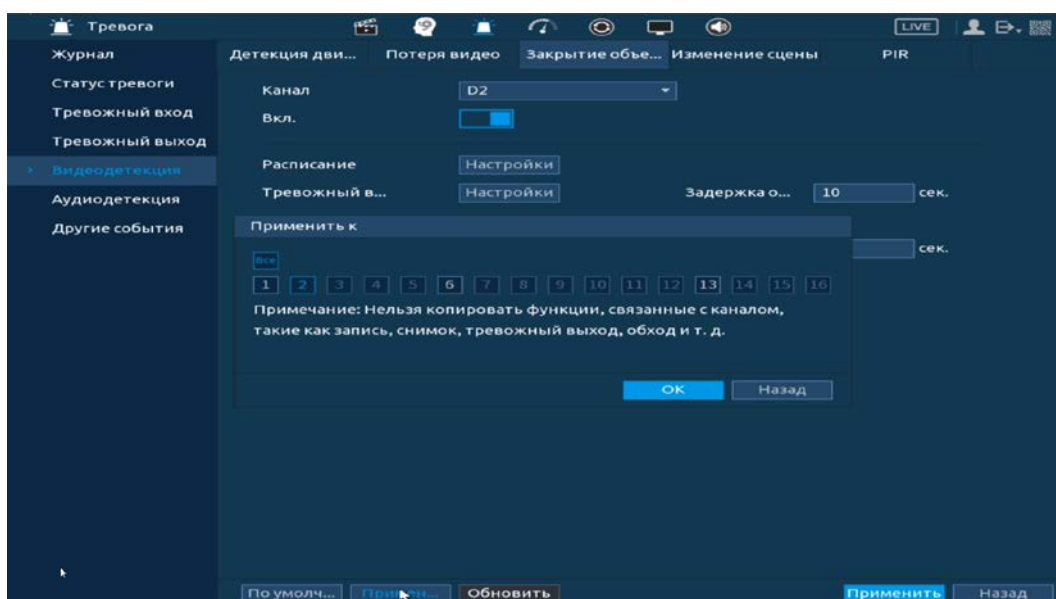 Тревога LIVE
Журнал
Статус тревоги
Тревожный вход
Тревожный выход
Видеодетекция
Аудиодетекция
Другие события
Детекция дви... Потеря видео Закрытие объе... Изменение сцены PIR
Канал D2
Вкл.
Расписание Настройки
Тревожный в... Настройки Задержка о... 10 сек.
сек.
Применить к
Все
1 2 3 4 5 6 7 8 9 10 11 12 13 14 15 16
Примечание: Нельзя копировать функции, связанные с каналом,
такие как запись, снимок, тревожный выход, обход и т. д.
OK Назад
По умолч... Примен... Обновить Применить Назад